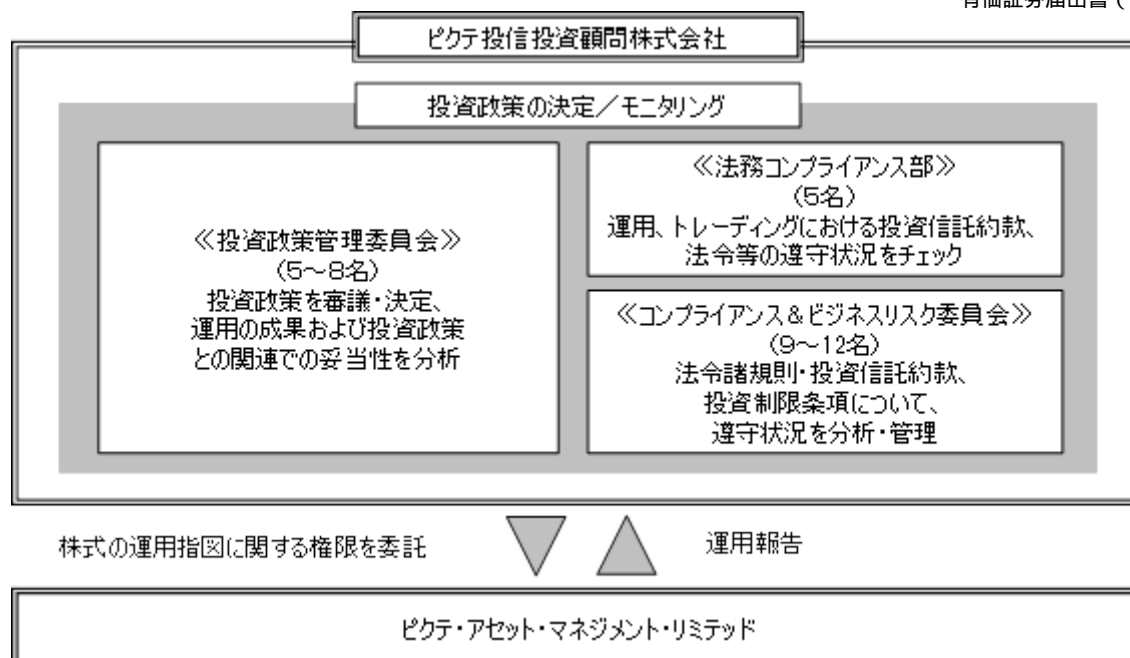 有価証券届出書（
ピクテ投信投資顧問株式会社
投資政策の決定／モニタリング
≪投資政策管理委員会≫
(5～8名)
投資政策を審議・決定、
運用の成果および投資政策
との関連での妥当性を分析
≪法務コンプライアンス部≫
(5名)
運用、トレーディングにおける投資信託約款、
法令等の遵守状況をチェック
≪コンプライアンス＆ビジネスリスク委員会≫
(9～12名)
法令諸規則・投資信託約款、
投資制限条項について、
遵守状況を分析・管理
株式の運用指図に関する権限を委託
運用報告
ピクテ・アセット・マネジメント・リミテッド